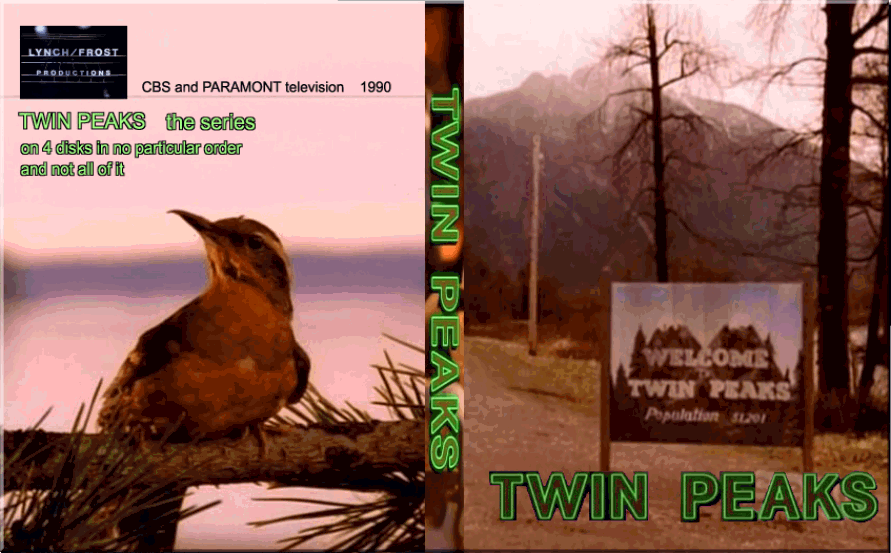 LYNCH/FROST
PRODUCTIONS
CBS and PARAMONT television 1990
TWIN PEAKS the series
on 4 disks in no particular order
and not all of it
TWIN PEAKS
WELCOME
TO
TWIN PEAKS
Population 51,201
TWIN PEAKS